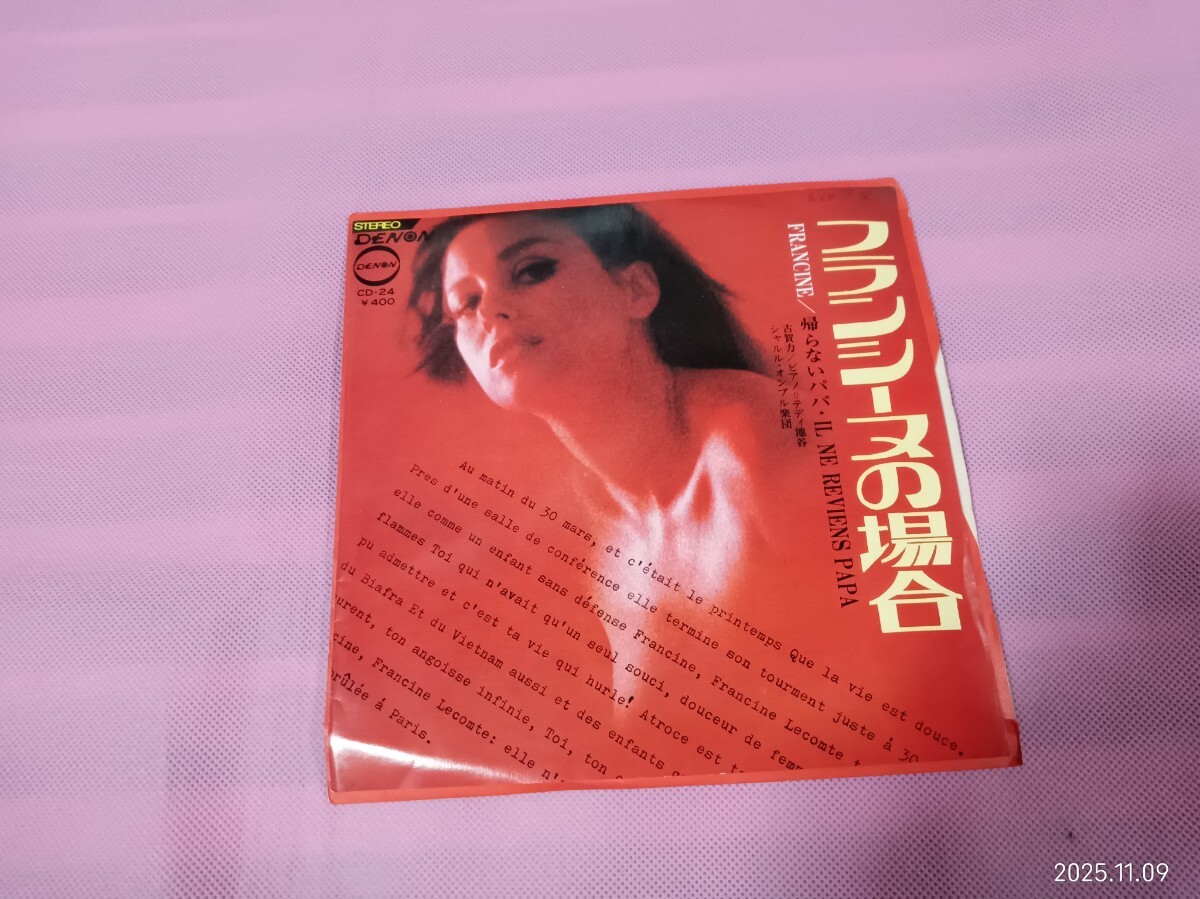 STEREO
DENON
DENON
CD-24
¥400
フランシーヌの場合
FRANCINE／帰らないパパ・IL NE REVIENS PAPA
古賀力／ピアノ＝テディ池谷
シャルル・オンブル楽団
Au matin du 30 mars, et c'était le printemps Que la vie est douce.
Pres d'une salle de conférence elle termine son tourment juste á 30
elle comme un enfant sans défense Francine, Francine Lecomte
flammes Toi qui n'avait qu'un seul souci, douceur de fem
pu admettre et c'est ta vie qui hurle! Atroce est t
du Biafra Et du Vietnam aussi et des enfants
urent, ton angoisse infinie, Toi, ton
cine, Francine Lecomte: elle n'
rûlée á Paris.
2025.11.09